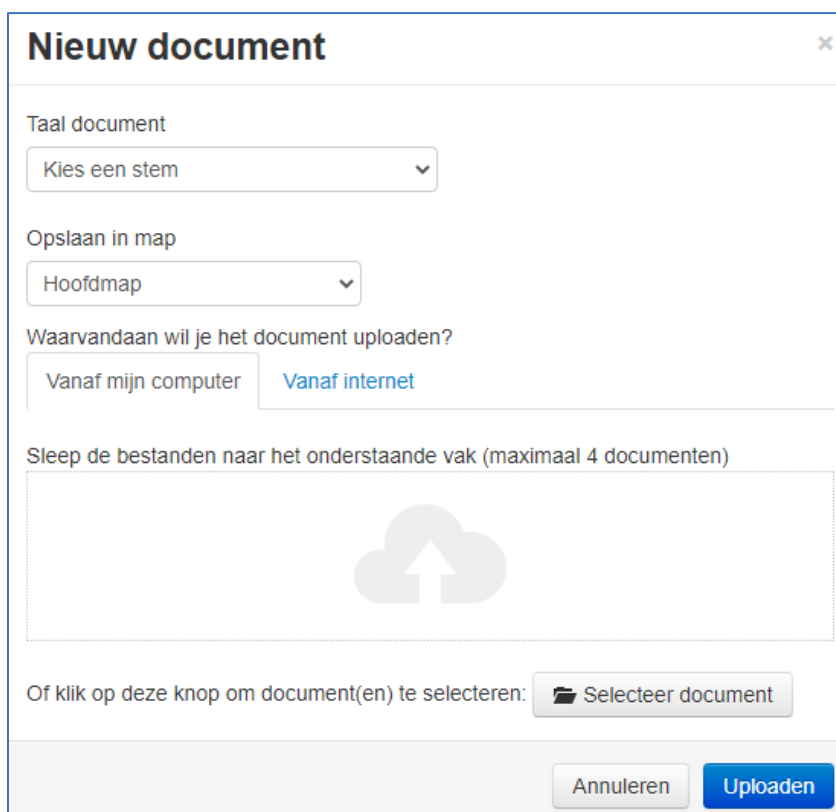 Nieuw document
×
Taal document
Kies een stem
Opslaan in map
Hoofdmap
Waarvandaan wil je het document uploaden?
Vanaf mijn computer Vanaf internet
Sleep de bestanden naar het onderstaande vak (maximaal 4 documenten)
Of klik op deze knop om document(en) te selecteren: Selecteer document
Annuleren Uploaden